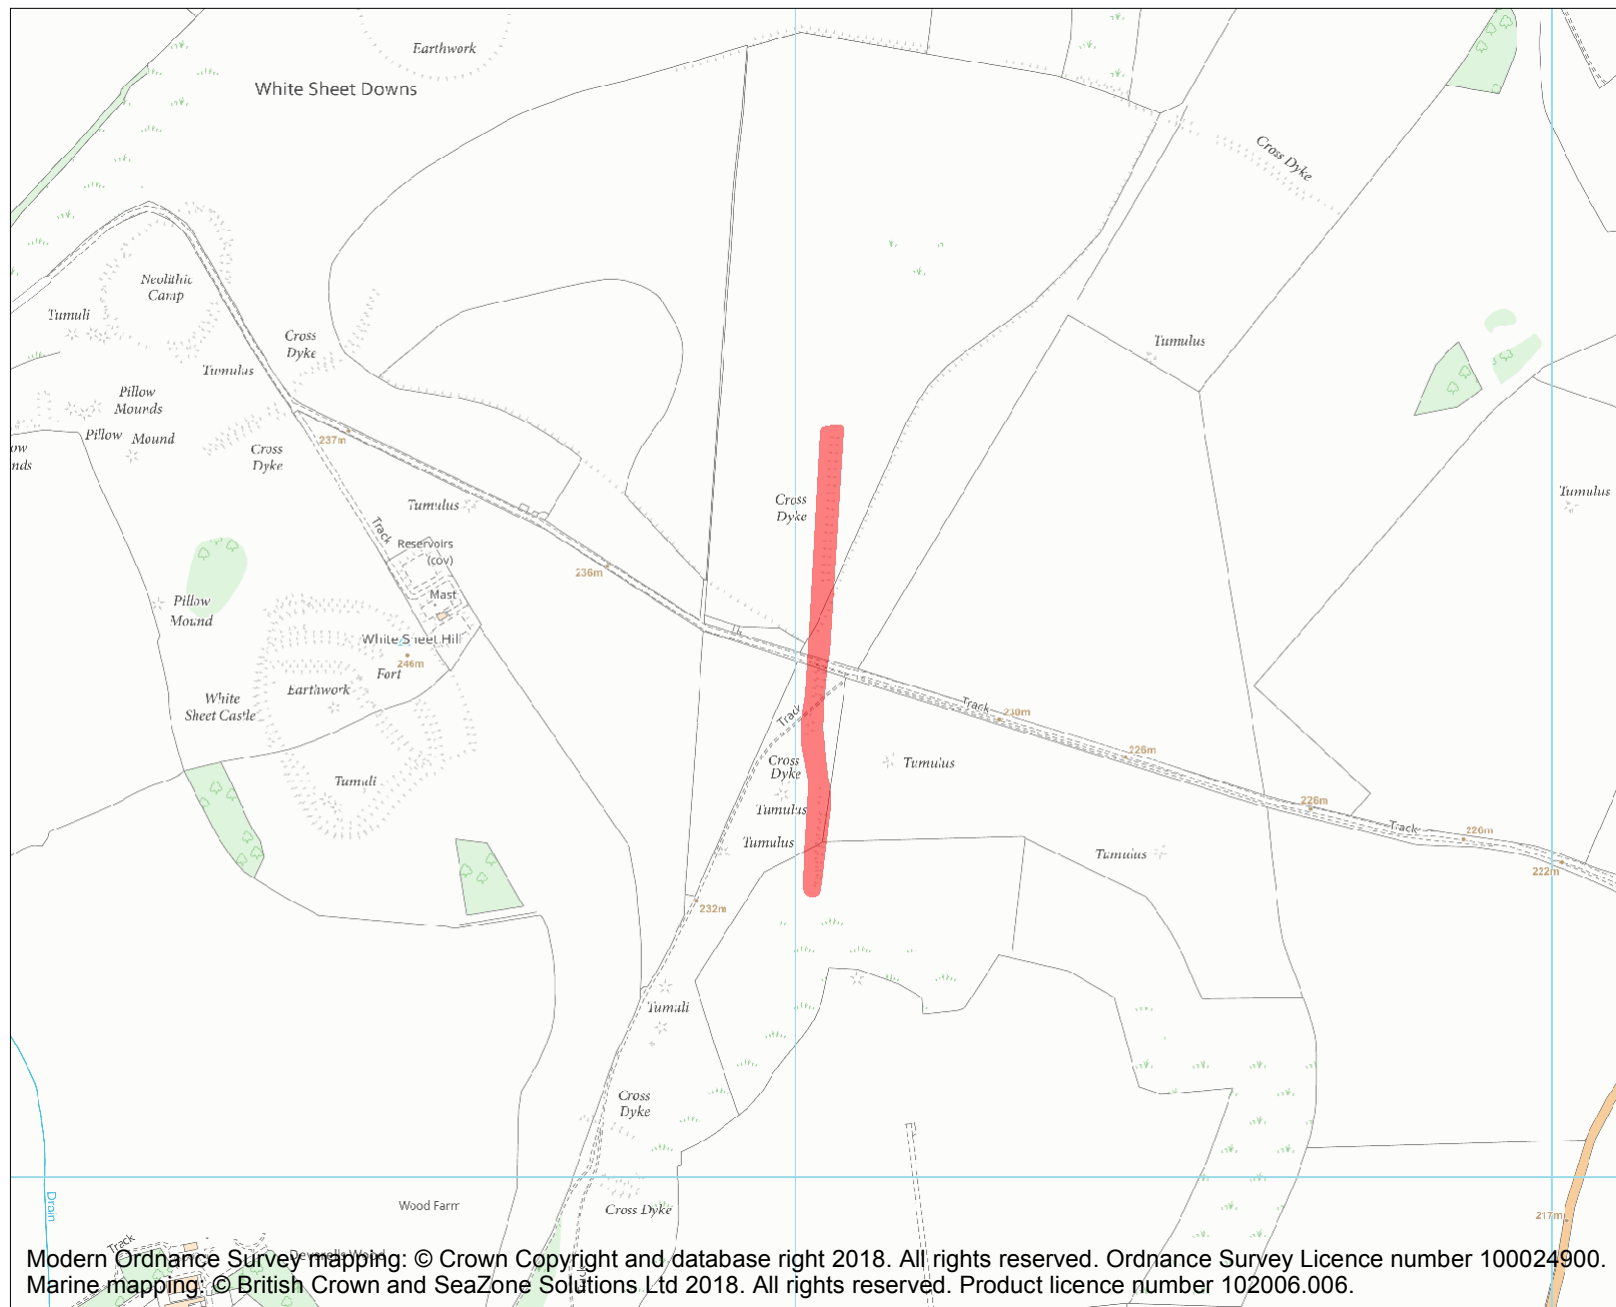 Earthwork
White Sheet Downs
Cross Dyke
Neolithic
Camp
Tumuli
Cross
Dyke
Tumulus
Tumulus
Pillow
Mounds
Pillow Mound
237m
Cross
Dyke
ow
nds
Tumulus
Cross
Dyke
Tumulus
Track
Reservoirs
(cov)
236m
Mast
Pillow
Mound
White Sheet Hill
246m
Fort
Earthwork
White
Sheet Castle
Track
Track
230m
226m
Cross
Dyke
Tumulus
Tumuli
Tumulus
226m
Track
226m
Tumulus
Tumulus
222m
232m
Tumuli
Cross
Dyke
Drain
Wood Farm
Cross Dyke
217m
Track
Deverells Wood
Track
Modern Ordnance Survey mapping: © Crown Copyright and database right 2018. All rights reserved. Ordnance Survey Licence number 100024900.
Marine mapping: © British Crown and SeaZone Solutions Ltd 2018. All rights reserved. Product licence number 102006.006.